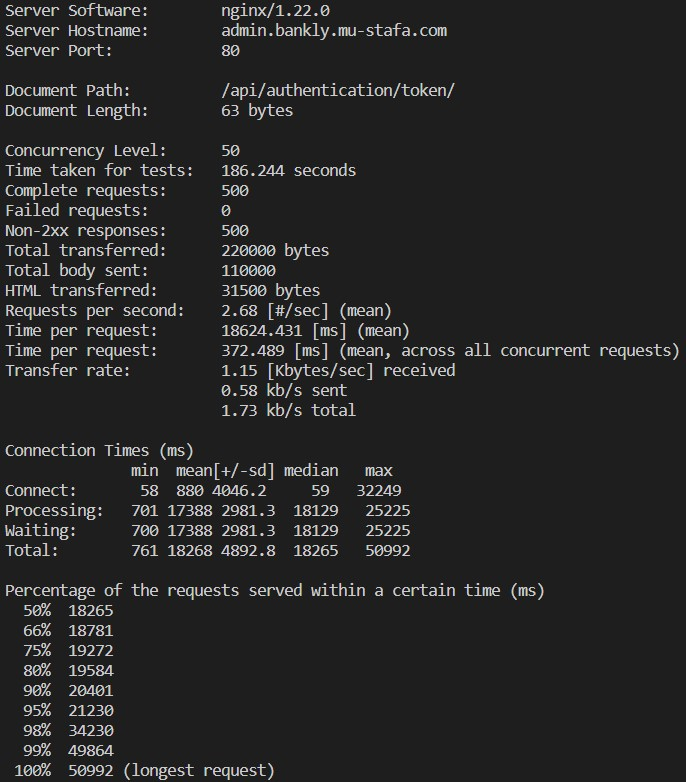 Server Software: nginx/1.22.0
Server Hostname: admin.bankly.mu-stafa.com
Server Port: 80

Document Path: /api/authentication/token/
Document Length: 63 bytes

Concurrency Level: 50
Time taken for tests: 186.244 seconds
Complete requests: 500
Failed requests: 0
Non-2xx responses: 500
Total transferred: 220000 bytes
Total body sent: 110000
HTML transferred: 31500 bytes
Requests per second: 2.68 [#/sec] (mean)
Time per request: 18624.431 [ms] (mean)
Time per request: 372.489 [ms] (mean, across all concurrent requests)
Transfer rate: 1.15 [Kbytes/sec] received
0.58 kb/s sent
1.73 kb/s total

Connection Times (ms)
min mean[+/-sd] median max
Connect: 58 880 4046.2 59 32249
Processing: 701 17388 2981.3 18129 25225
Waiting: 700 17388 2981.3 18129 25225
Total: 761 18268 4892.8 18265 50992

Percentage of the requests served within a certain time (ms)
50% 18265
66% 18781
75% 19272
80% 19584
90% 20401
95% 21230
98% 34230
99% 49864
100% 50992 (longest request)